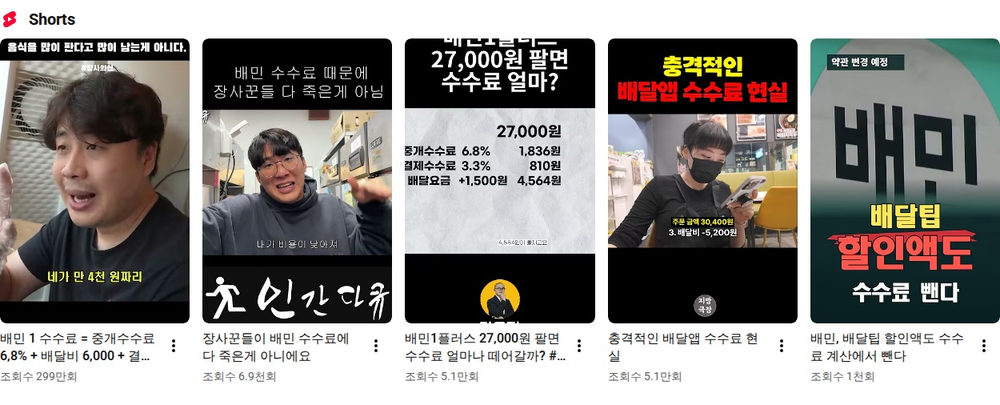 Shorts
음식을 많이 판다고 많이 남는게 아니다.
#장사의신
네가 만 4천 원짜리
배민 1 수수료 = 중개수수료
6,8% + 배달비 6,000 + 결...
조회수 299만회
배민 수수료 때문에
장사꾼들 다 죽은게 아님
내가 비용이 낮아져
인간다큐
장사꾼들이 배민 수수료에
다 죽은게 아니에요
조회수 6.9천회
배민1플러스
27,000원 팔면
수수료 얼마?
27,000원
중개수수료 6.8% 1,836원
결제수수료 3.3% 810원
배달요금 +1,500원 4,564원
배민1플러스 27,000원 팔면
수수료 얼마나 떼어갈까? #...
조회수 5.1만회
충격적인
배달앱 수수료 현실
주문 금액 30,400원
3. 배달비 -5,200원
충격적인 배달앱 수수료 현
실
조회수 5.1만회
약관 변경 예정
배민
배달팁
할인액도
수수료 뺀다
배민, 배달팁 할인액도 수수
료 계산에서 뺀다
조회수 1천회